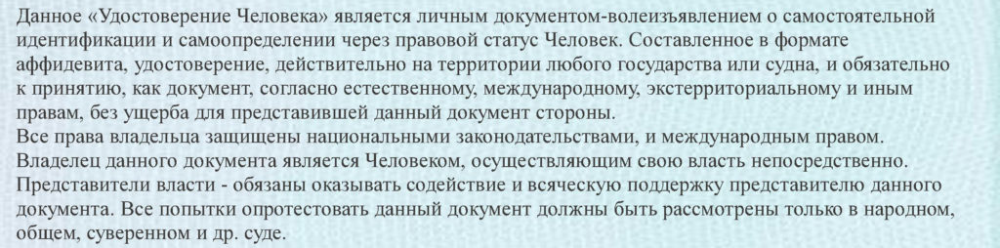 Данное «Удостоверение Человека» является личным документом-волеизъявлением о самостоятельной
идентификации и самоопределении через правовой статус Человек. Составленное в формате
аффидевита, удостоверение, действительно на территории любого государства или судна, и обязательно
к принятию, как документ, согласно естественному, международному, экстерриториальному и иным
правам, без ущерба для представившей данный документ стороны.
Все права владельца защищены национальными законодательствами, и международным правом.
Владелец данного документа является Человеком, осуществляющим свою власть непосредственно.
Представители власти - обязаны оказывать содействие и всяческую поддержку представителю данного
документа. Все попытки опротестовать данный документ должны быть рассмотрены только в народном,
общем, суверенном и др. суде.